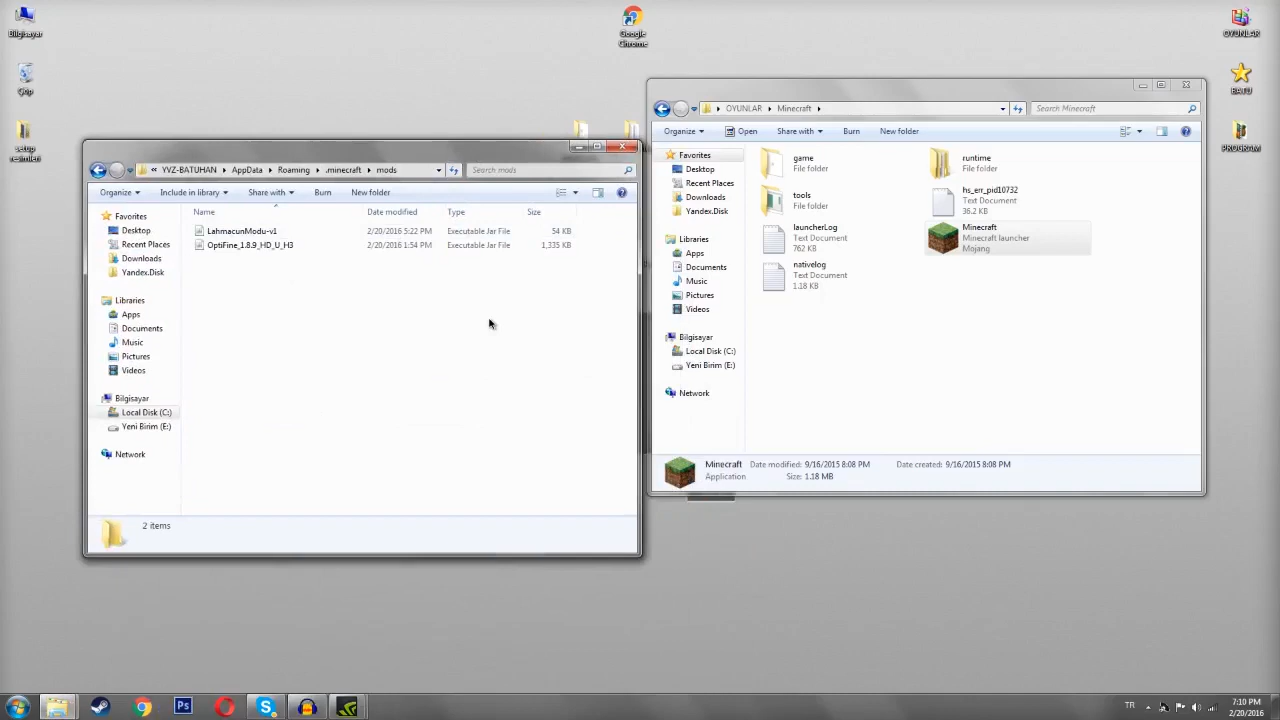 Bilgisayar
Çöp
setup
resimleri
Google
Chrome
OYUNLAR
BATU
PROGRAM
« YVZ-BATUHAN ▸ AppData ▸ Roaming ▸ .minecraft ▸ mods
Search mods
Organize
Include in library
Share with
Burn
New folder
Favorites
Desktop
Recent Places
Downloads
Yandex.Disk
Libraries
Apps
Documents
Music
Pictures
Videos
Bilgisayar
Local Disk (C:)
Yeni Birim (E:)
Network
Name Date modified Type Size
LahmacunModu-v1 2/20/2016 5:22 PM Executable Jar File 54 KB
OptiFine_1.8.9_HD_U_H3 2/20/2016 1:54 PM Executable Jar File 1,335 KB
2 items
OYUNLAR ▸ Minecraft ▸
Search Minecraft
Organize
Open
Share with
Burn
New folder
Favorites
Desktop
Recent Places
Downloads
Yandex.Disk
Libraries
Apps
Documents
Music
Pictures
Videos
Bilgisayar
Local Disk (C:)
Yeni Birim (E:)
Network
game
File folder
runtime
File folder
tools
File folder
hs_err_pid10732
Text Document
36.2 KB
launcherLog
Text Document
762 KB
Minecraft
Minecraft launcher
Mojang
nativelog
Text Document
1.18 KB
Minecraft Date modified: 9/16/2015 8:08 PM Date created: 9/16/2015 8:08 PM
Application Size: 1.18 MB
Ps
TR
7:10 PM
2/20/2016